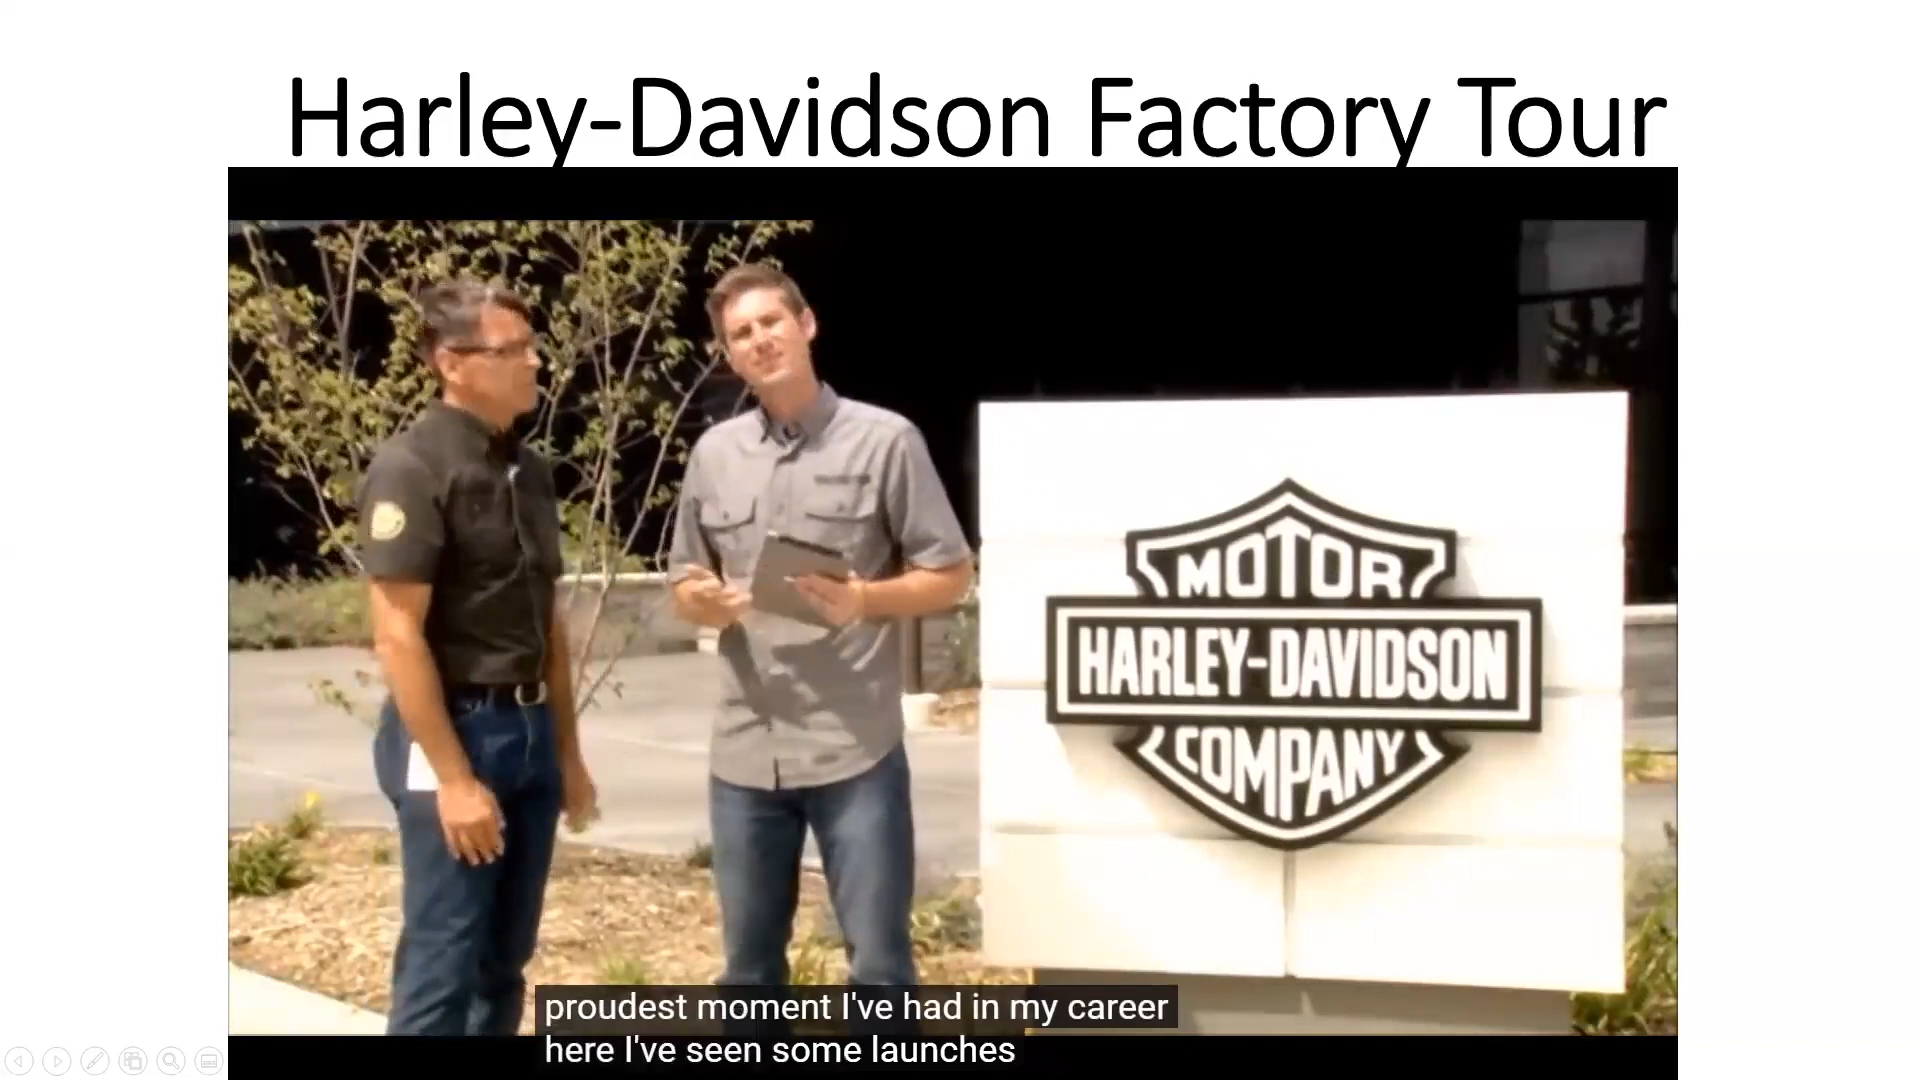 Harley-Davidson Factory Tour
MOTOR
HARLEY-DAVIDSON
COMPANY
proudest moment I've had in my career
here I've seen some launches